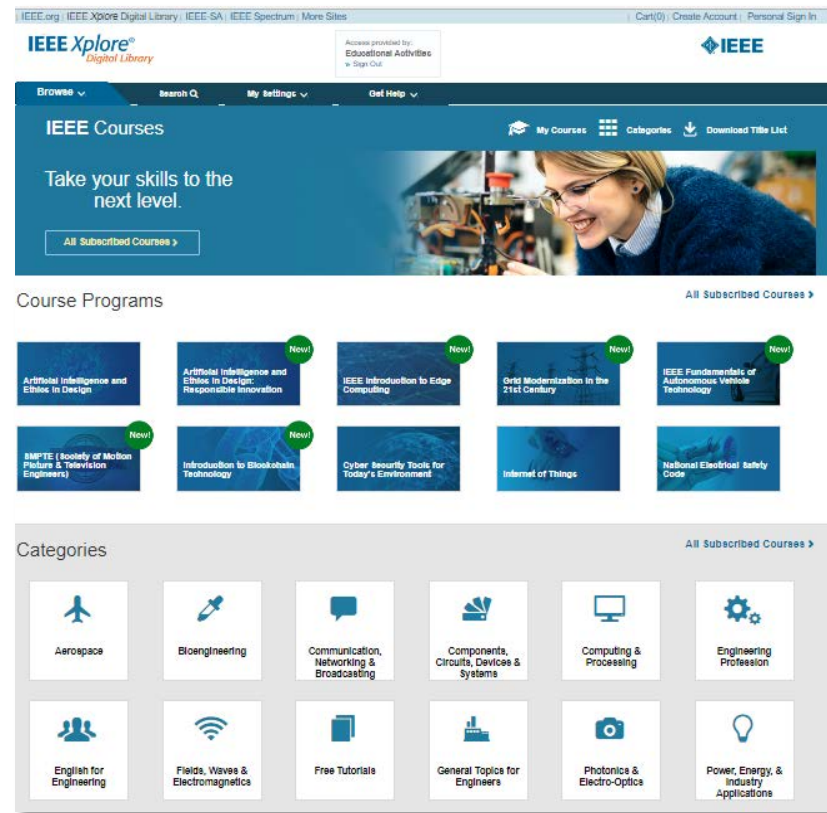 IEEE.org | IEEE Xplore Digital Library | IEEE-SA | IEEE Spectrum | More Sites
Cart(0) | Create Account | Personal Sign In
IEEE Xplore®
Digital Library
Access provided by:
Educational Activities
» Sign Out
IEEE
Browse
Search
My Settings
Get Help
IEEE Courses
My Courses
Categories
Download Title List
Take your skills to the
next level.
All Subscribed Courses >
Course Programs
All Subscribed Courses >
Artificial Intelligence and
Ethics in Design
New!
Artificial Intelligence and
Ethics in Design:
Responsible Innovation
New!
IEEE Introduction to Edge
Computing
New!
Grid Modernization in the
21st Century
New!
IEEE Fundamentals of
Autonomous Vehicle
Technology
New!
SMPTE (Society of Motion
Picture & Television
Engineers)
New!
Introduction to Blockchain
Technology
Cyber Security Tools for
Today's Environment
Internet of Things
National Electrical Safety
Code
Categories
All Subscribed Courses >
Aerospace
Bioengineering
Communication,
Networking &
Broadcasting
Components,
Circuits, Devices &
Systems
Computing &
Processing
Engineering
Profession
English for
Engineering
Fields, Waves &
Electromagnetics
Free Tutorials
General Topics for
Engineers
Photonics &
Electro-Optics
Power, Energy, &
Industry
Applications